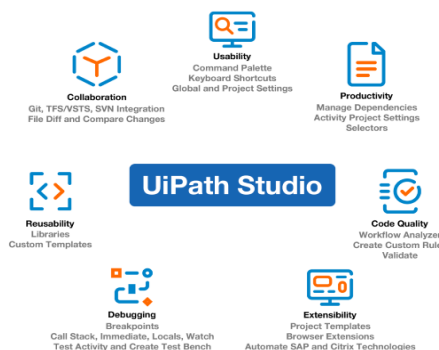 Usability
Command Palette
Keyboard Shortcuts
Global and Project Settings
Collaboration
Git, TFS/VSTS, SVN Integration
File Diff and Compare Changes
Productivity
Manage Dependencies
Activity Project Settings
Selectors
UiPath Studio
Reusability
Libraries
Custom Templates
Code Quality
Workflow Analyzer
Create Custom Rule
Validate
Debugging
Breakpoints
Call Stack, Immediate, Locals, Watch
Test Activity and Create Test Bench
Extensibility
Project Templates
Browser Extensions
Automate SAP and Citrix Technologies